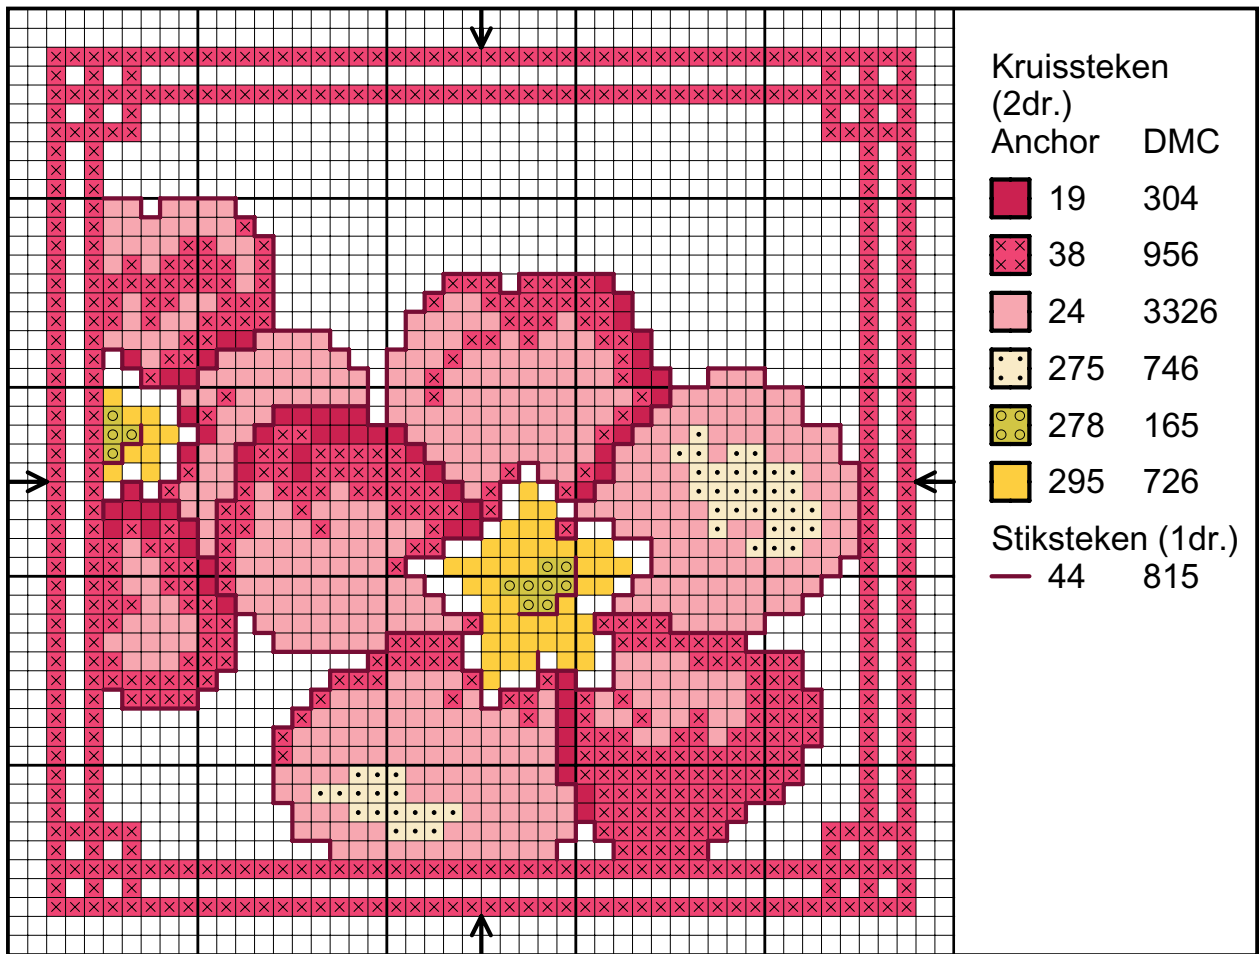 Kruissteken
(2dr.)
Anchor DMC
19 304
38 956
24 3326
275 746
278 165
295 726
Stiksteken (1dr.)
44 815